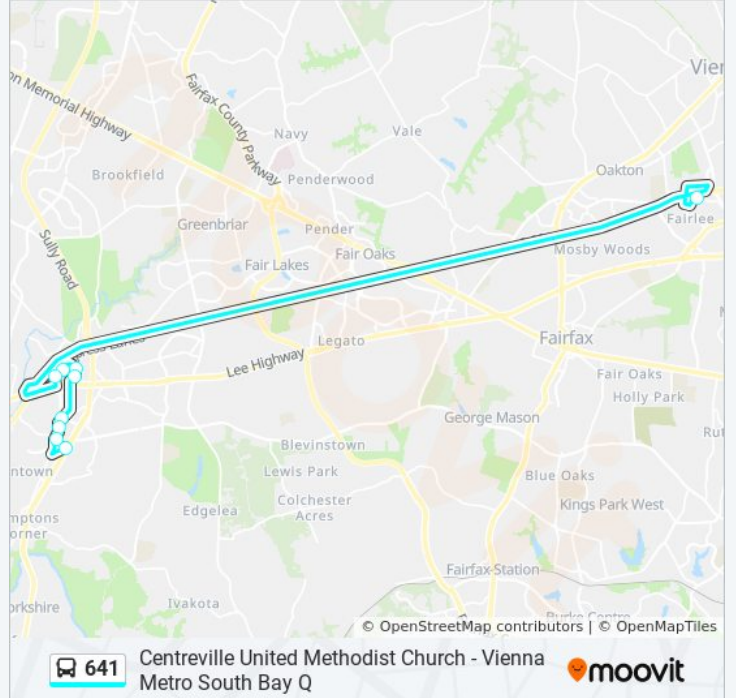 Vien
on Memorial Highway
Fairfax County Parkway
Navy
Vale
Brookfield
Penderwood
Oakton
Greenbriar
Pender
Fairlee
Sully Road
Fair Lakes
Fair Oaks
Mosby Woods
Legato
Lee Highway
Fairfax
Fair Oaks
Holly Park
George Mason
Rut
Blevinstown
ntown
Lewis Park
Blue Oaks
Edgelea
Colchester
Acres
Kings Park West
mptons
orner
Fairfax Station
Ivakota
orkshire
Burke Centre
© OpenStreetMap contributors | © OpenMapTiles
641
Centreville United Methodist Church - Vienna
Metro South Bay Q
moovit